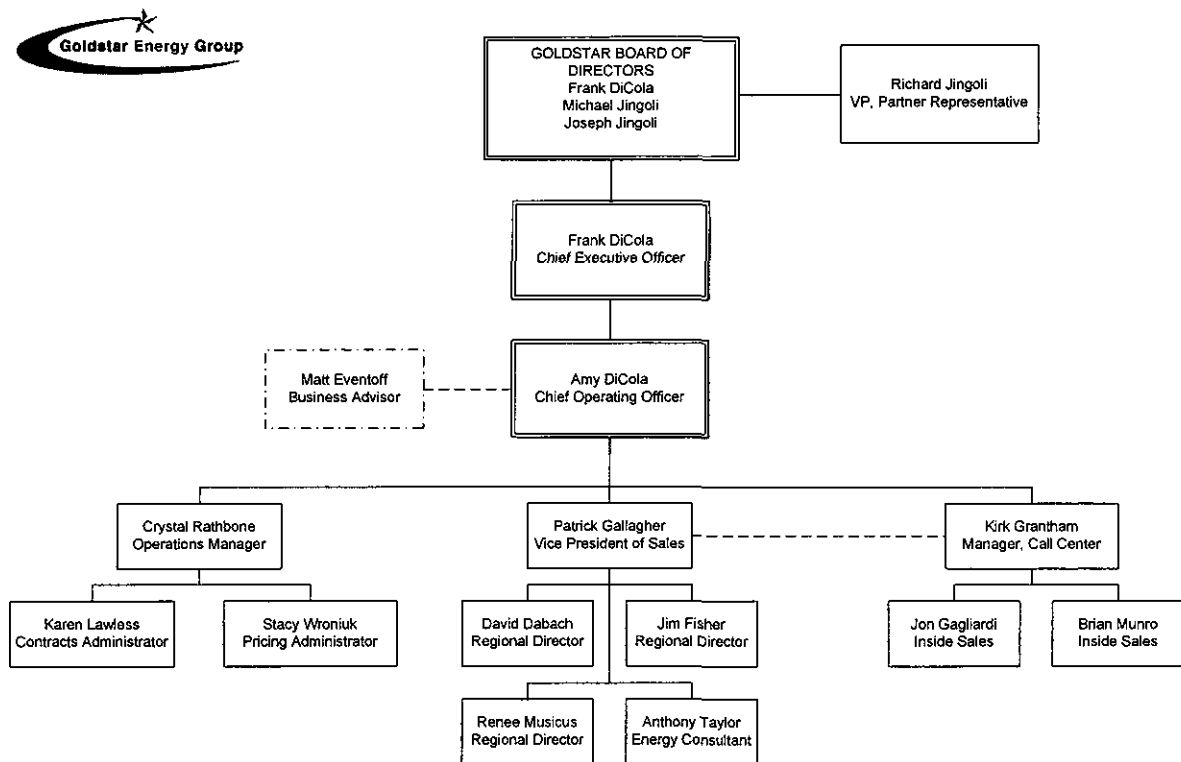 Goldstar Energy Group
GOLDSTAR BOARD OF
DIRECTORS
Frank DiCola
Michael Jingoli
Joseph Jingoli
Richard Jingoli
VP, Partner Representative
Frank DiCola
Chief Executive Officer
Matt Eventoff
Business Advisor
Amy DiCola
Chief Operating Officer
Crystal Rathbone
Operations Manager
Patrick Gallagher
Vice President of Sales
Kirk Grantham
Manager, Call Center
Karen Lawless
Contracts Administrator
Stacy Wroniuk
Pricing Administrator
David Dabach
Regional Director
Jim Fisher
Regional Director
Jon Gagliardi
Inside Sales
Brian Munro
Inside Sales
Renee Musicus
Regional Director
Anthony Taylor
Energy Consultant